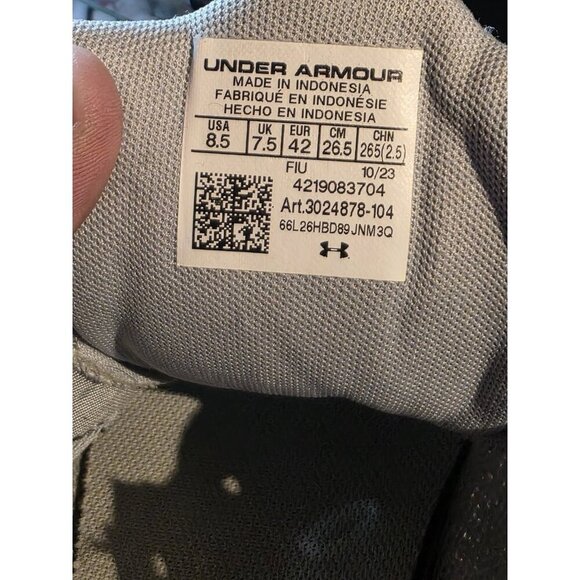 UNDER ARMOUR
MADE IN INDONESIA
FABRIQUÉ EN INDONÉSIE
HECHO EN INDONESIA
USA UK EUR CM CHN
8.5 7.5 42 26.5 265(2.5)
FIU 10/23
4219083704
Art.3024878-104
66L26HBD89JNM3Q